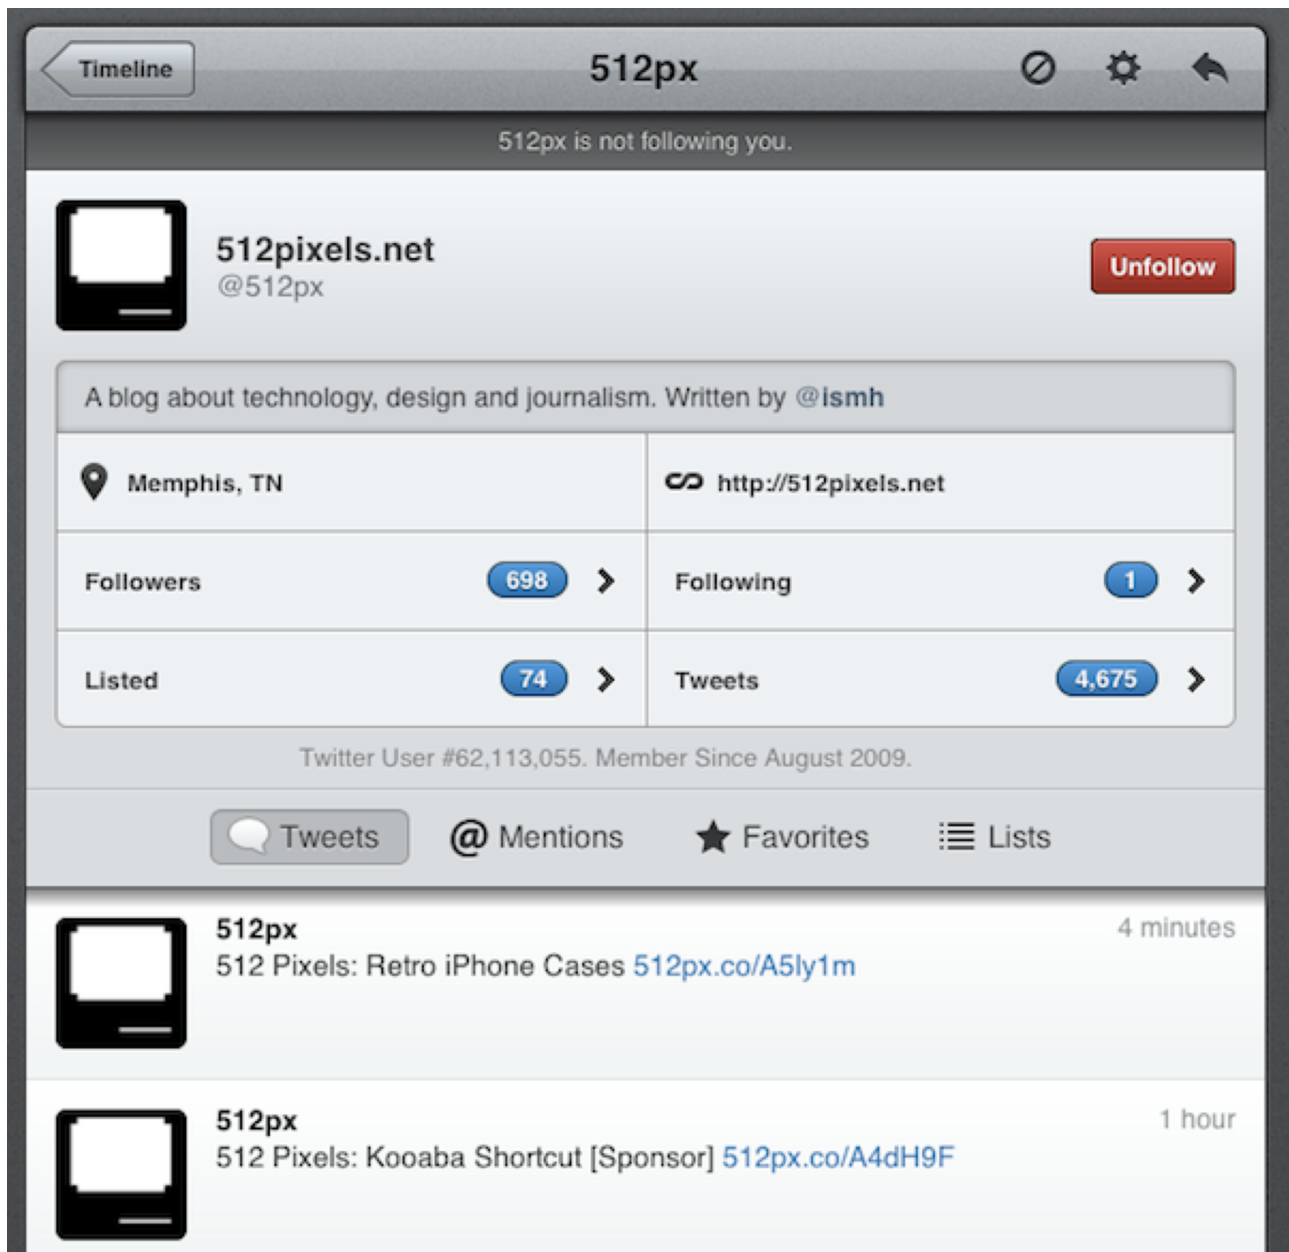 Timeline
512px
512px is not following you.
512pixels.net
@512px
Unfollow
A blog about technology, design and journalism. Written by @ismh
Memphis, TN
http://512pixels.net
Followers 698
Following 1
Listed 74
Tweets 4,675
Twitter User #62,113,055. Member Since August 2009.
Tweets
@ Mentions
Favorites
Lists
512px
4 minutes
512 Pixels: Retro iPhone Cases 512px.co/A5ly1m
512px
1 hour
512 Pixels: Kooaba Shortcut [Sponsor] 512px.co/A4dH9F